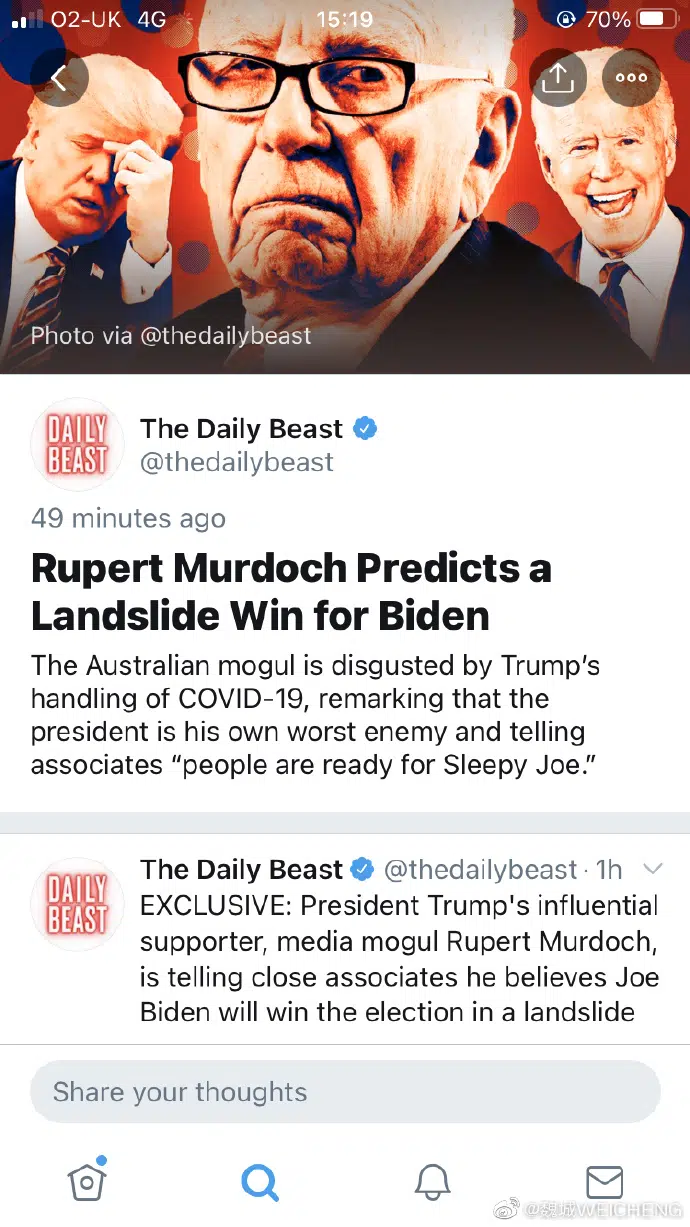 O2-UK 4G 15:19 70%
Photo via @thedailybeast
DAILY
BEAST
The Daily Beast
@thedailybeast
49 minutes ago
Rupert Murdoch Predicts a
Landslide Win for Biden
The Australian mogul is disgusted by Trump’s
handling of COVID-19, remarking that the
president is his own worst enemy and telling
associates “people are ready for Sleepy Joe.”
DAILY
BEAST
The Daily Beast @thedailybeast · 1h
EXCLUSIVE: President Trump's influential
supporter, media mogul Rupert Murdoch,
is telling close associates he believes Joe
Biden will win the election in a landslide
Share your thoughts
@魏城WEICHENG